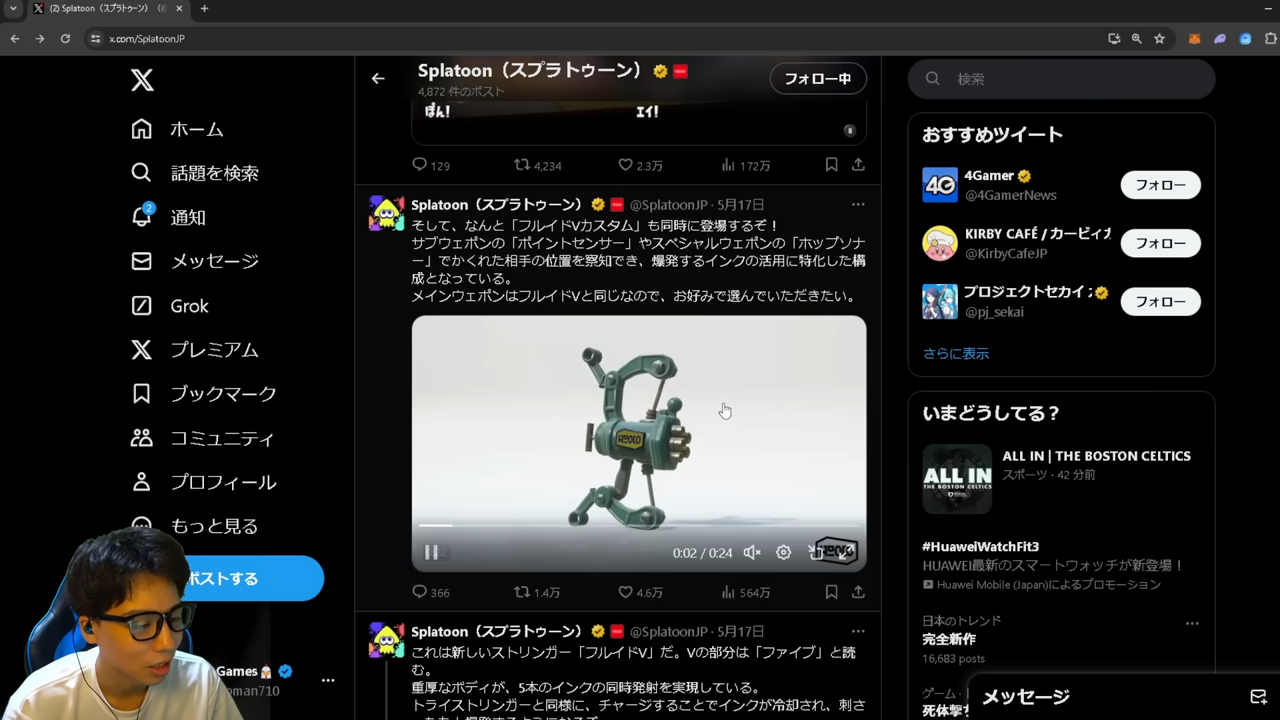 (2) Splatoon（スプラトゥーン）
x.com/SplatoonJP
ホーム
話題を検索
通知
2
メッセージ
Grok
プレミアム
ブックマーク
コミュニティ
プロフィール
もっと見る
ポストする
Games
oman710
Splatoon（スプラトゥーン）
4,872 件のポスト
フォロー中
ぽん!
エイ!
129
4,234
2.3万
172万
Splatoon（スプラトゥーン） @SplatoonJP · 5月17日
そして、なんと「フルイドVカスタム」も同時に登場するぞ！
サブウェポンの「ポイントセンサー」やスペシャルウェポンの「ホップソナ
ー」でかくれた相手の位置を察知でき、爆発するインクの活用に特化した構
成となっている。
メインウェポンはフルイドVと同じなので、お好みで選んでいただきたい。
0:02 / 0:24
366
1.4万
4.6万
564万
Splatoon（スプラトゥーン） @SplatoonJP · 5月17日
これは新しいストリンガー「フルイドV」だ。Vの部分は「ファイブ」と読
む。
重厚なボディが、5本のインクの同時発射を実現している。
トライストリンガーと同様に、チャージすることでインクが冷却され、刺さ
検索
おすすめツイート
4Gamer
@4GamerNews
フォロー
KIRBY CAFÉ / カービィカ
@KirbyCafeJP
フォロー
プロジェクトセカイ
@pj_sekai
フォロー
さらに表示
いまどうしてる？
ALL IN
THE BOSTON CELTICS
ALL IN | THE BOSTON CELTICS
スポーツ · 42 分前
#HuaweiWatchFit3
HUAWEI最新のスマートウォッチが新登場！
Huawei Mobile (Japan)によるプロモーション
日本のトレンド
完全新作
16,683 posts
ゲーム
死体撃ち
メッセージ